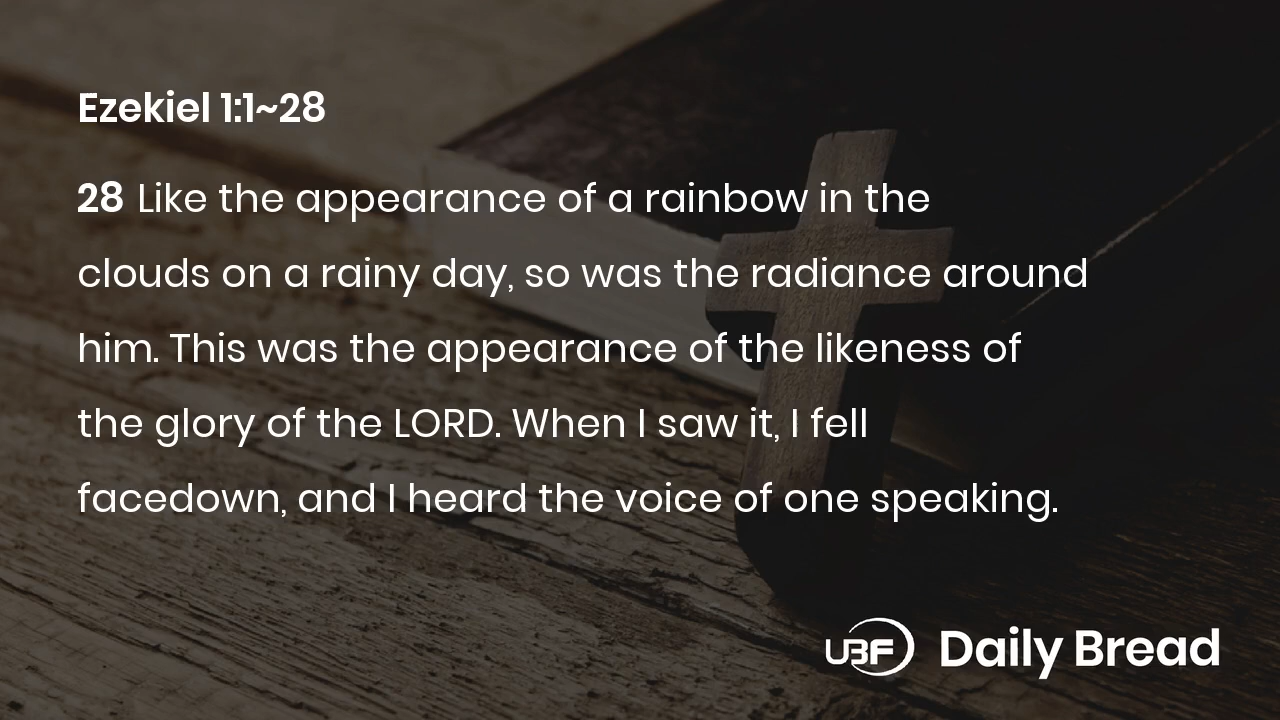 Ezekiel 1:1~28
28 Like the appearance of a rainbow in the
clouds on a rainy day, so was the radiance around
him. This was the appearance of the likeness of
the glory of the LORD. When I saw it, I fell
facedown, and I heard the voice of one speaking.
UBF Daily Bread